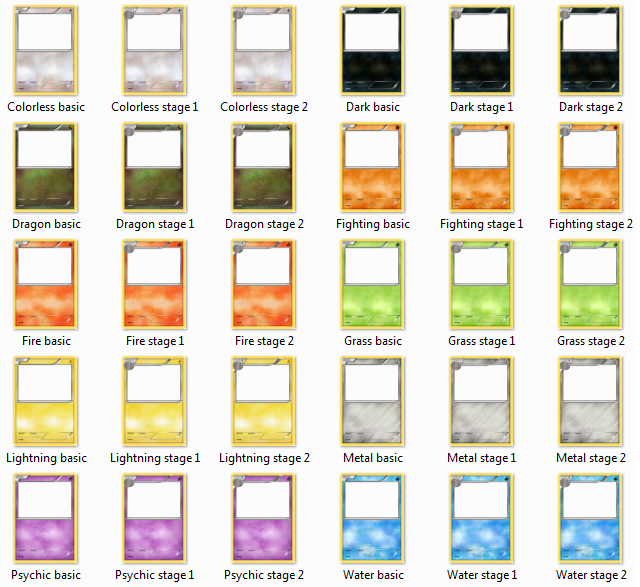 Colorless basic Colorless stage 1 Colorless stage 2 Dark basic Dark stage 1 Dark stage 2
Dragon basic Dragon stage 1 Dragon stage 2 Fighting basic Fighting stage 1 Fighting stage 2
Fire basic Fire stage 1 Fire stage 2 Grass basic Grass stage 1 Grass stage 2
Lightning basic Lightning stage 1 Lightning stage 2 Metal basic Metal stage 1 Metal stage 2
Psychic basic Psychic stage 1 Psychic stage 2 Water basic Water stage 1 Water stage 2